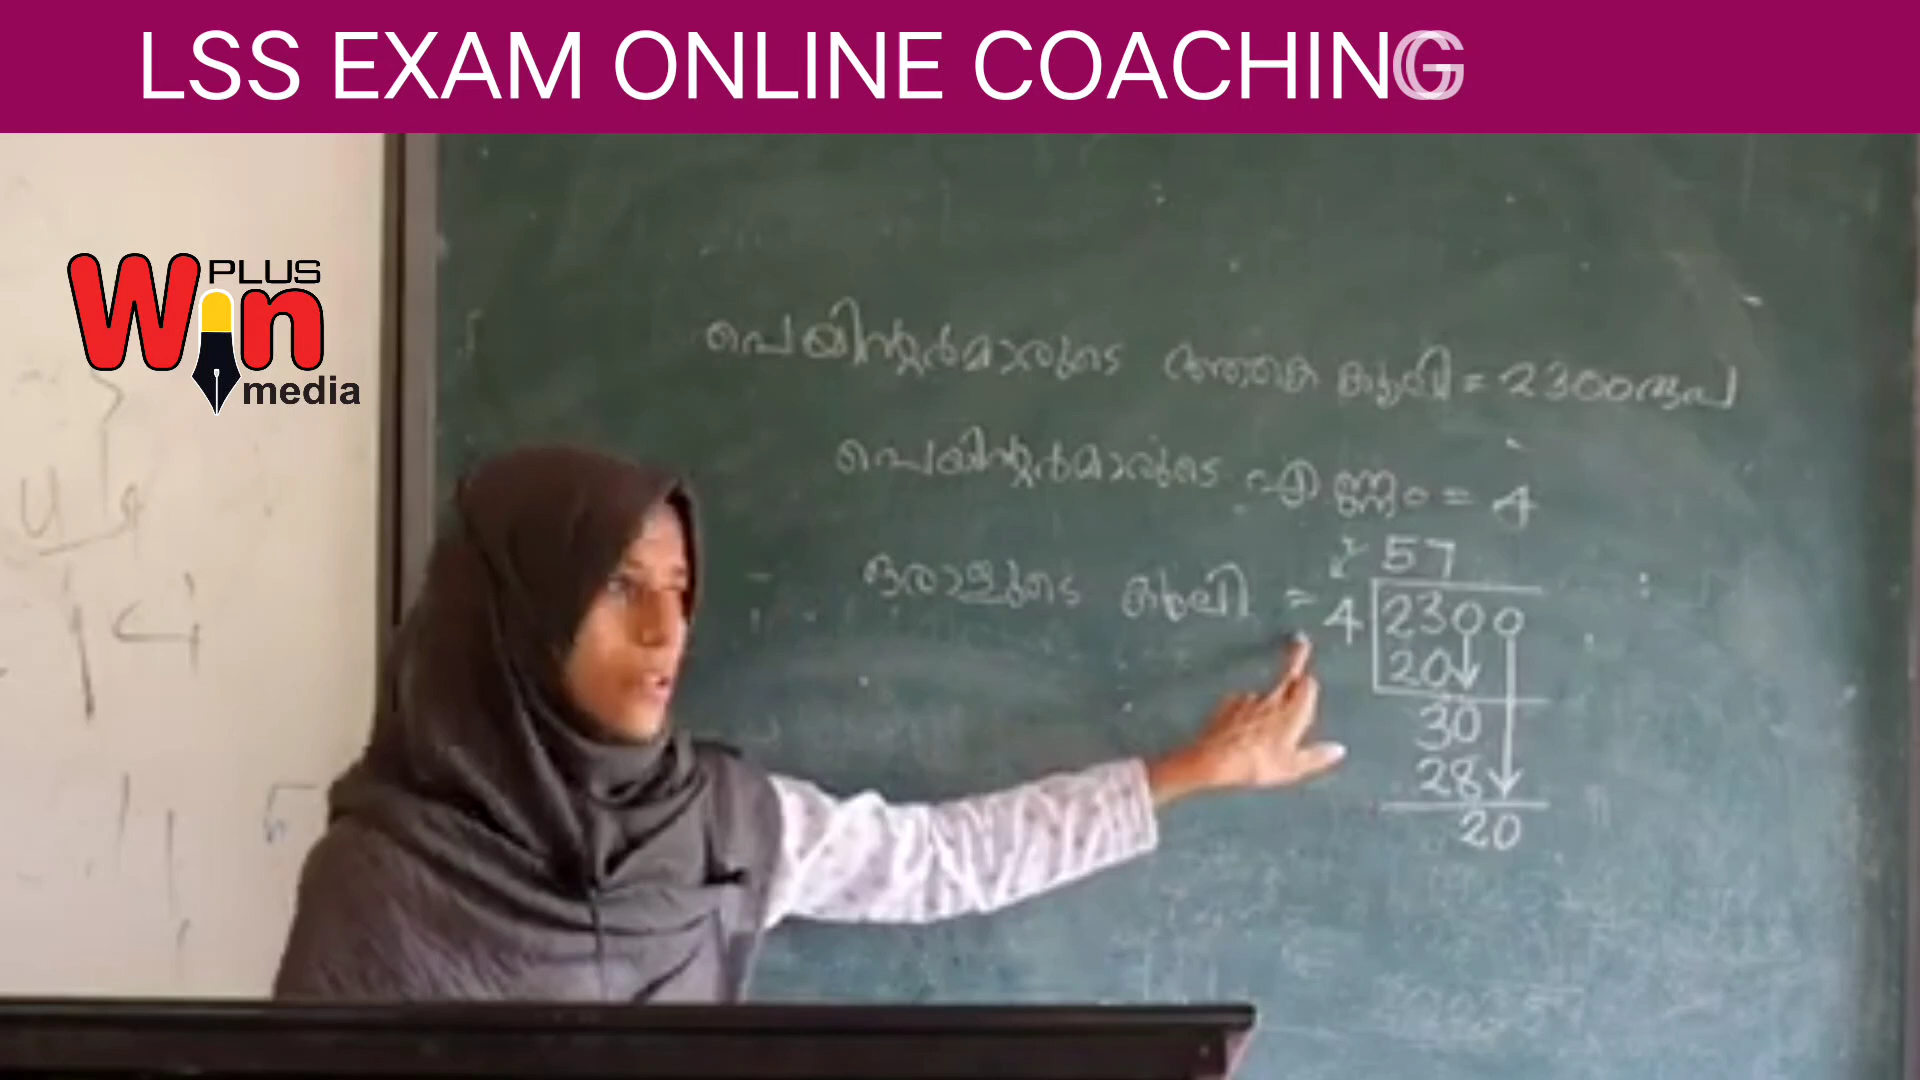 LSS EXAM ONLINE COACHING
PLUS
Win
media
പെയിന്റർമാരുടെ ആകെ കൂലി = 2300 രൂപ
പെയിന്റർമാരുടെ എണ്ണം = 4
ഒരാളുടെ കൂലി =
57
4 2300
20
30
28
20